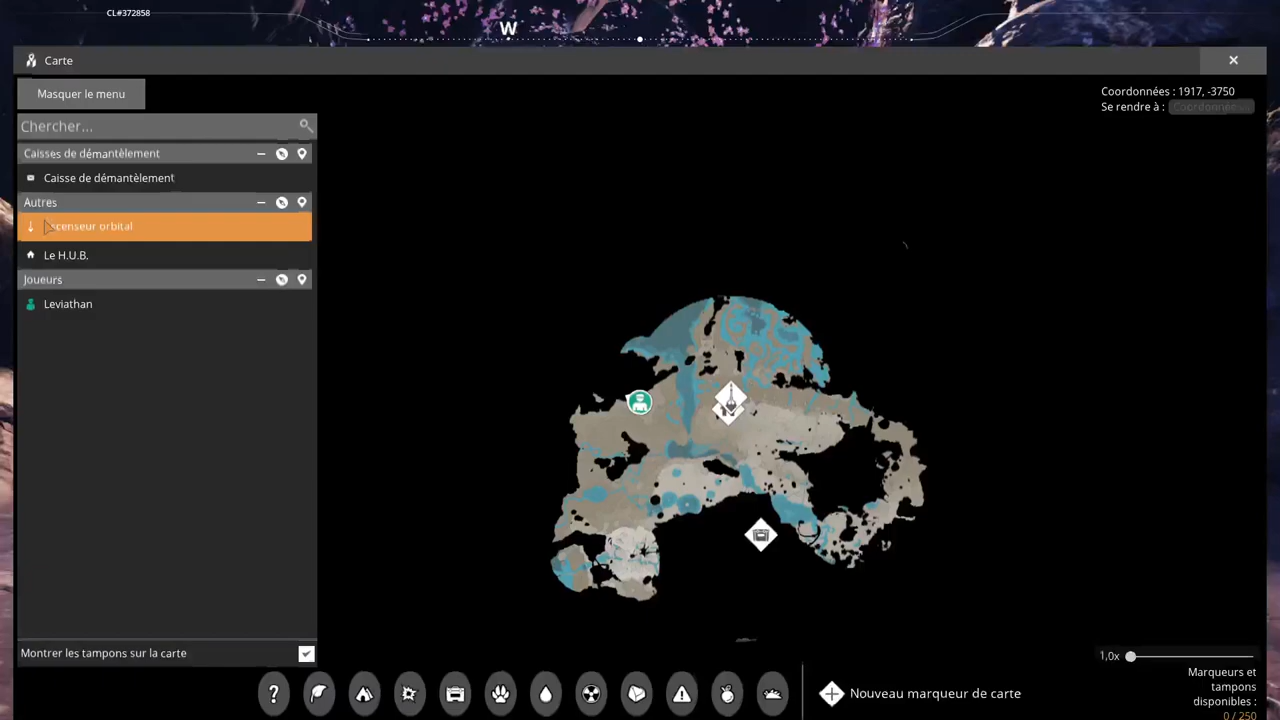 CL#372858
W
Carte
Masquer le menu
Coordonnées : 1917, -3750
Se rendre à : Coordonnée...
Chercher...
Caisses de démantèlement
Caisse de démantèlement
Autres
censeur orbital
Le H.U.B.
Joueurs
Leviathan
Montrer les tampons sur la carte
1,0x
Nouveau marqueur de carte
Marqueurs et
tampons
disponibles :
0 / 250